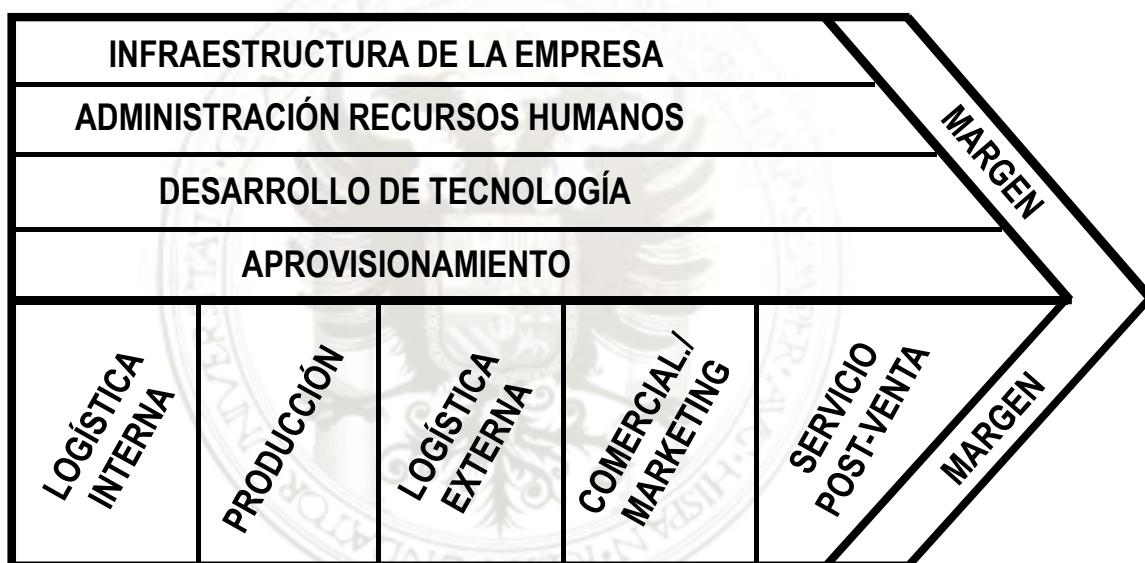 INFRAESTRUCTURA DE LA EMPRESA
ADMINISTRACIÓN RECURSOS HUMANOS
DESARROLLO DE TECNOLOGÍA
APROVISIONAMIENTO
MARGEN
LOGÍSTICA
INTERNA
PRODUCCIÓN
LOGÍSTICA
EXTERNA
COMERCIAL./
MARKETING
SERVICIO
POST-VENTA
MARGEN